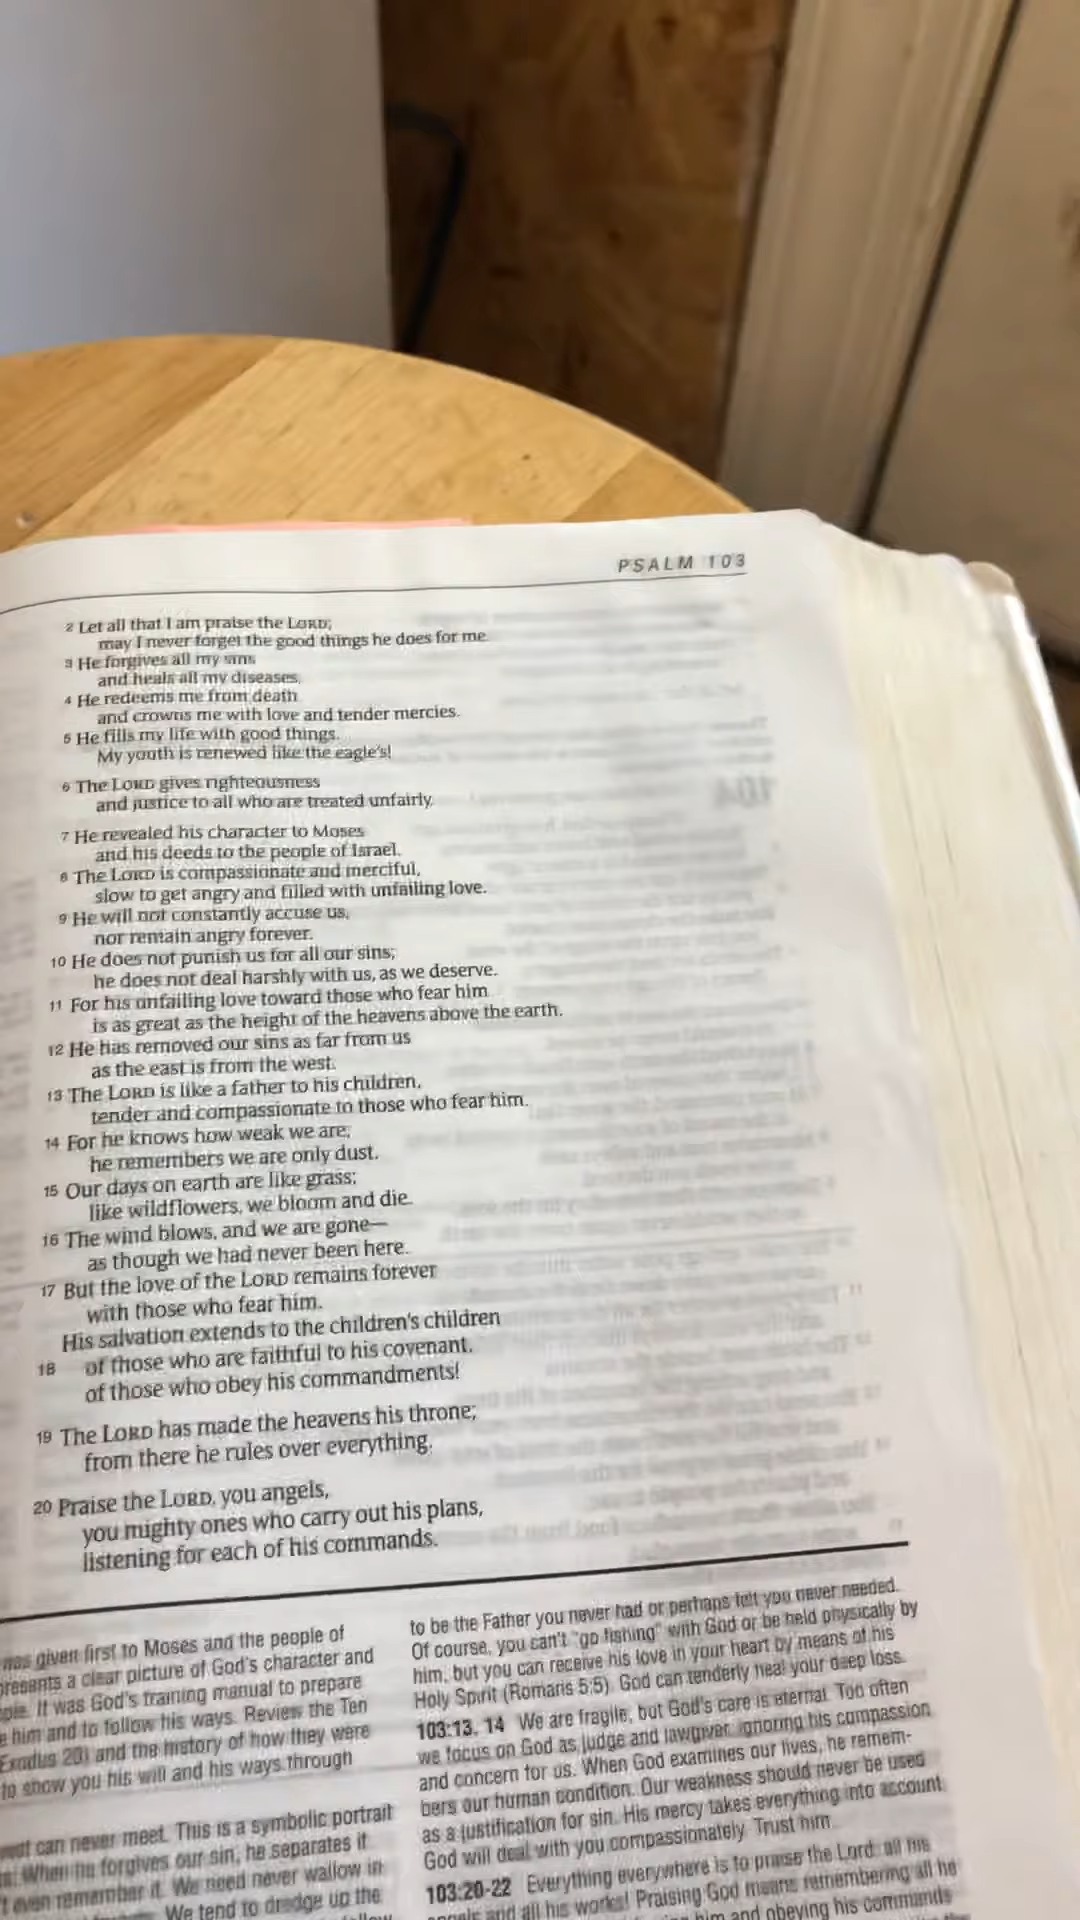 PSALM 103
2 Let all that I am praise the LORD;
may I never forget the good things he does for me.
3 He forgives all my sins
and heals all my diseases.
4 He redeems me from death
and crowns me with love and tender mercies.
5 He fills my life with good things.
My youth is renewed like the eagle's!
6 The LORD gives righteousness
and justice to all who are treated unfairly.
7 He revealed his character to Moses
and his deeds to the people of Israel.
8 The LORD is compassionate and merciful,
slow to get angry and filled with unfailing love.
9 He will not constantly accuse us,
nor remain angry forever.
10 He does not punish us for all our sins;
he does not deal harshly with us, as we deserve.
11 For his unfailing love toward those who fear him
is as great as the height of the heavens above the earth.
12 He has removed our sins as far from us
as the east is from the west.
13 The LORD is like a father to his children,
tender and compassionate to those who fear him.
14 For he knows how weak we are;
he remembers we are only dust.
15 Our days on earth are like grass;
like wildflowers, we bloom and die.
16 The wind blows, and we are gone—
as though we had never been here.
17 But the love of the LORD remains forever
with those who fear him.
His salvation extends to the children's children
18 of those who are faithful to his covenant,
of those who obey his commandments!
19 The LORD has made the heavens his throne;
from there he rules over everything.
20 Praise the LORD, you angels,
you mighty ones who carry out his plans,
listening for each of his commands.
was given first to Moses and the people of
presents a clear picture of God's character and
It was God's training manual to prepare
him and to follow his ways. Review the Ten
Exodus 20) and the history of how they were
to show you his will and his ways through
can never meet. This is a symbolic portrait
When he forgives our sin, he separates it
even remember it. We need never wallow in
We tend to dredge up the
to be the Father you never had or perhaps felt you never needed.
Of course, you can't "go fishing" with God or be held physically by
him, but you can receive his love in your heart by means of his
Holy Spirit (Romans 5:5). God can tenderly heal your deep loss.
103:13, 14 We are fragile, but God's care is eternal. Too often
we focus on God as judge and lawgiver, ignoring his compassion
and concern for us. When God examines our lives, he remem-
bers our human condition. Our weakness should never be used
as a justification for sin. His mercy takes everything into account.
God will deal with you compassionately. Trust him.
103:20-22 Everything everywhere is to praise the Lord: all his
angels and all his works! Praising God means remembering all he
him and obeying his commands